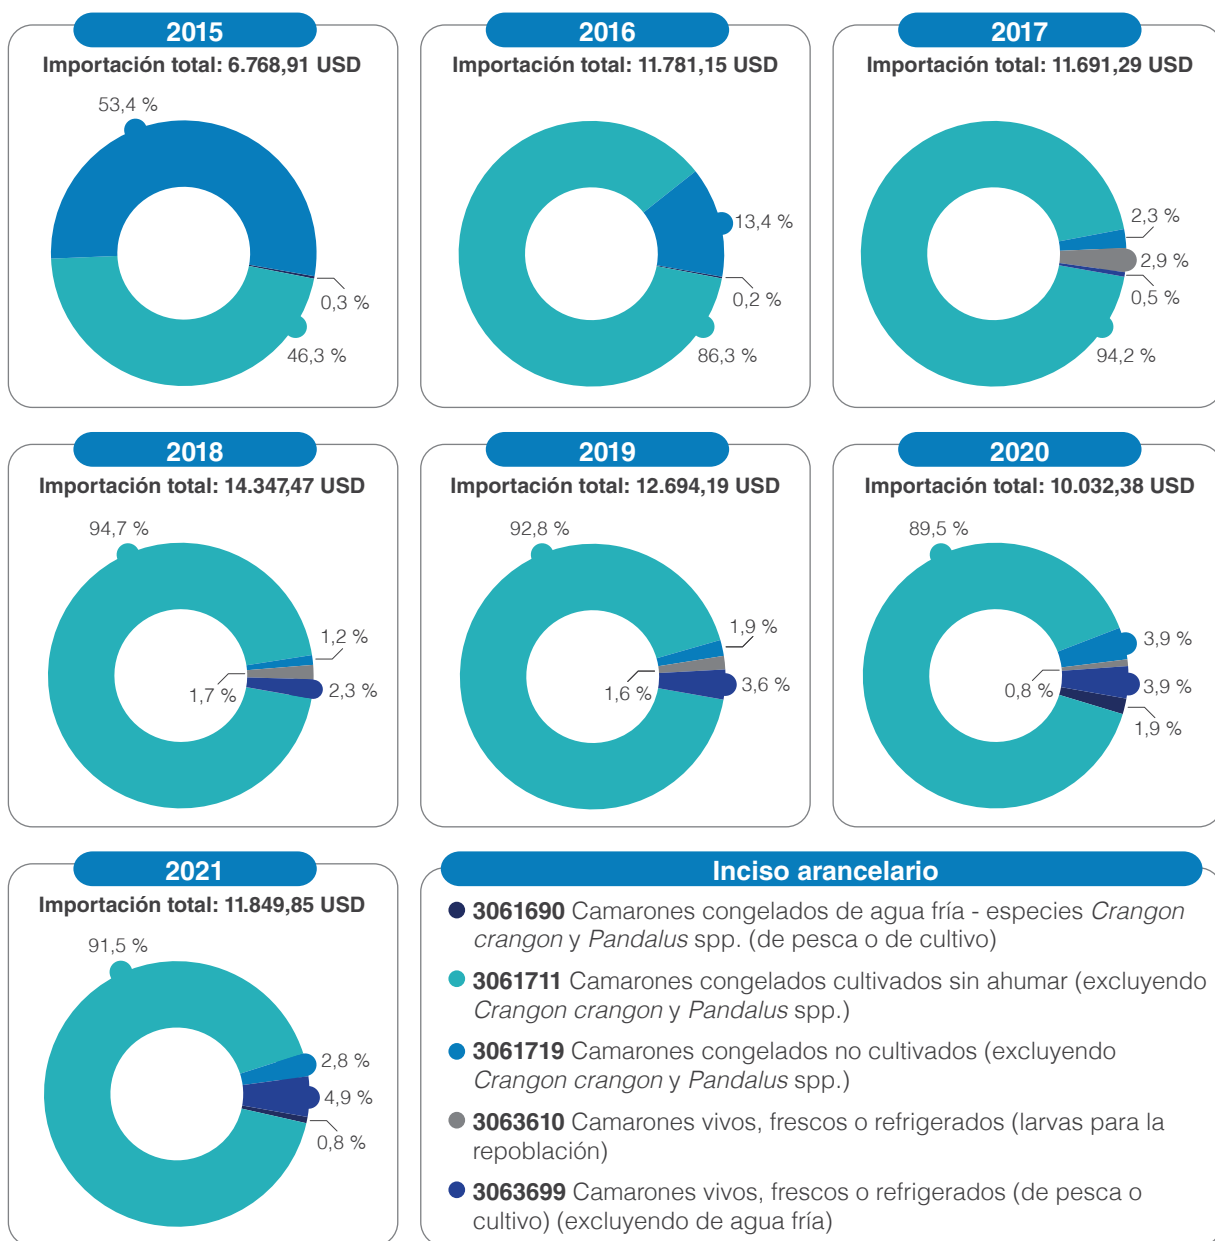 2015
Importación total: 6.768,91 USD
53,4 %
0,3 %
46,3 %
2016
Importación total: 11.781,15 USD
13,4 %
0,2 %
86,3 %
2017
Importación total: 11.691,29 USD
2,3 %
2,9 %
0,5 %
94,2 %
2018
Importación total: 14.347,47 USD
94,7 %
1,2 %
1,7 %
2,3 %
2019
Importación total: 12.694,19 USD
92,8 %
1,9 %
1,6 %
3,6 %
2020
Importación total: 10.032,38 USD
89,5 %
3,9 %
0,8 %
3,9 %
1,9 %
2021
Importación total: 11.849,85 USD
91,5 %
2,8 %
4,9 %
0,8 %
Inciso arancelario
3061690 Camarones congelados de agua fría - especies Crangon
crangon y Pandalus spp. (de pesca o de cultivo)
3061711 Camarones congelados cultivados sin ahumar (excluyendo
Crangon crangon y Pandalus spp.)
3061719 Camarones congelados no cultivados (excluyendo
Crangon crangon y Pandalus spp.)
3063610 Camarones vivos, frescos o refrigerados (larvas para la
repoblación)
3063699 Camarones vivos, frescos o refrigerados (de pesca o
cultivo) (excluyendo de agua fría)